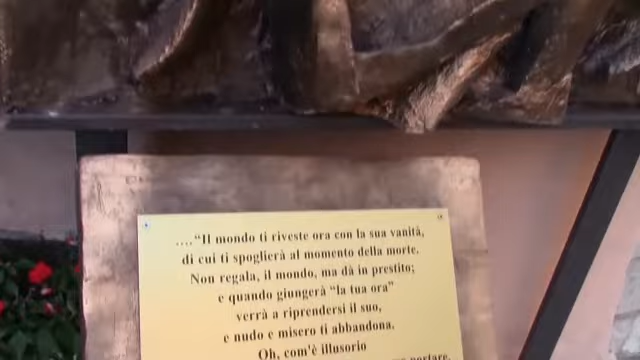 ...."Il mondo ti riveste ora con la sua vanità,
di cui ti spoglierà al momento della morte.
Non regala, il mondo, ma dà in prestito;
e quando giungerà "la tua ora"
verrà a riprendersi il suo,
e nudo e misero ti abbandona.
Oh, com'è illusorio
portare,